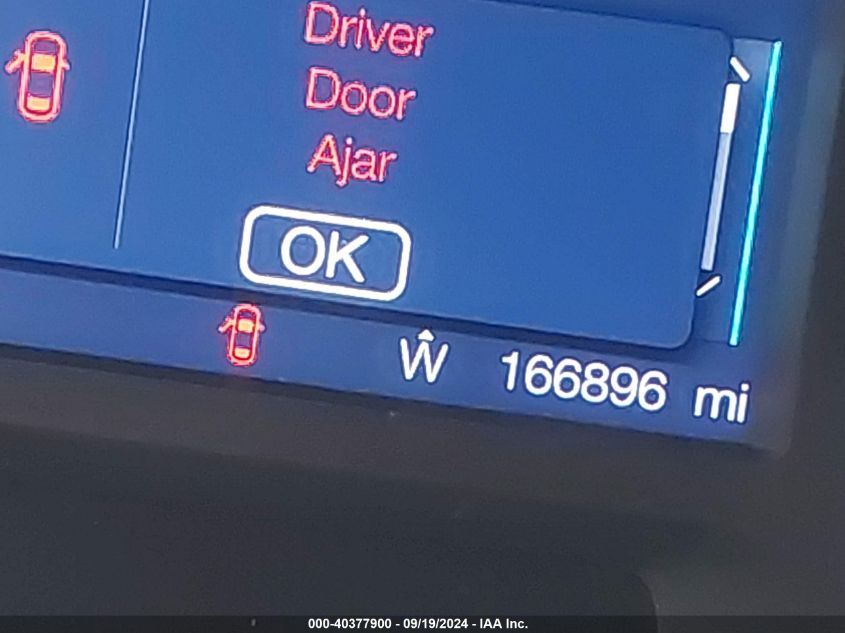 Driver
Door
Ajar
OK
Ŵ 166896 mi
000-40377900 - 09/19/2024 - IAA Inc.